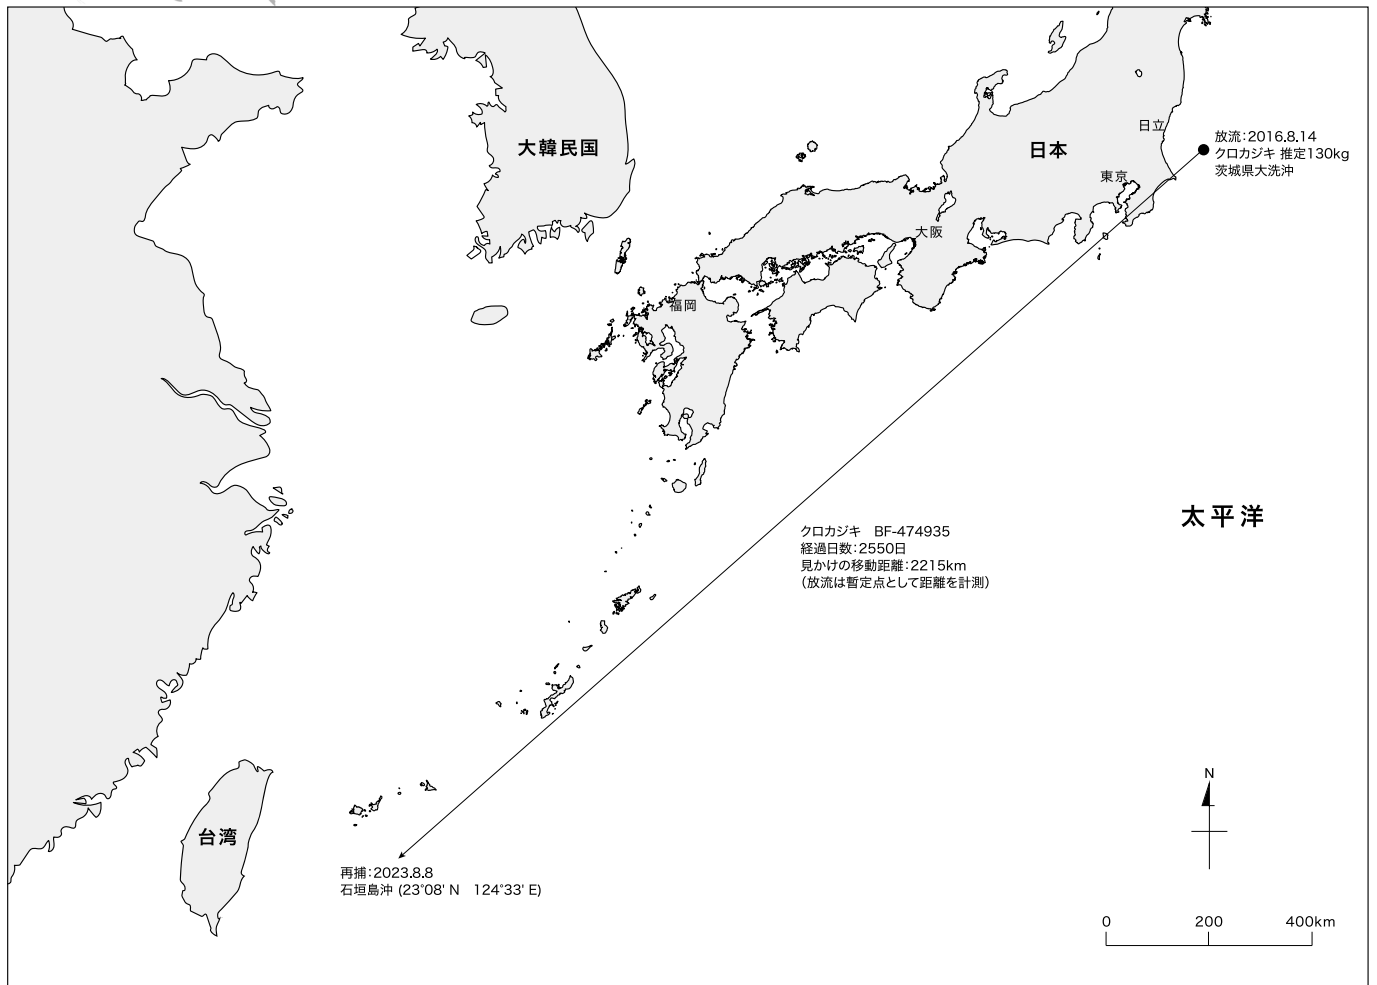 大韓民国
日本
日立
放流：2016.8.14
クロカジキ 推定130kg
茨城県大洗沖
東京
大阪
福岡
太平洋
クロカジキ　BF-474935
経過日数：2550日
見かけの移動距離：2215km
（放流は暫定点として距離を計測）
N
台湾
再捕：2023.8.8
石垣島沖 (23°08' N　124°33' E)
0 200 400km